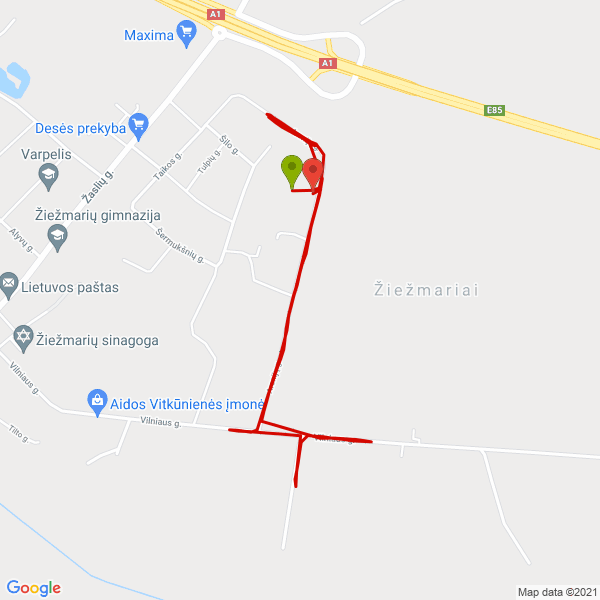 A1
Maxima
A1
E85
Desės prekyba
Šilo g.
Varpelis
Taikos g.
Tulpių g.
Žaslių g.
Žiežmarių gimnazija
Alyvų g.
Šermukšnių g.
Lietuvos paštas
Žiežmariai
Žiežmarių sinagoga
Vilniaus g.
Aidos Vitkūnienės įmonė
Vilniaus g.
Tilto g.
Vilniaus g.
Google
Map data ©2021